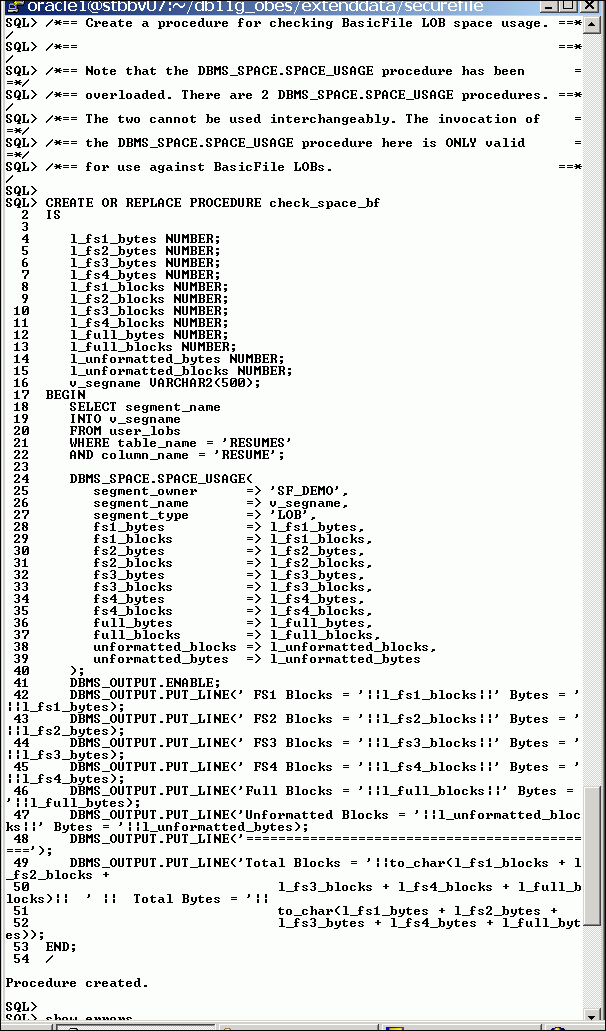 oracle1@stbbv07:~/db11g_obes/extenddata/securefile
SQL> /*== Create a procedure for checking BasicFile LOB space usage. ==*
/
SQL> /*==                                                            ==*
/
SQL> /*== Note that the DBMS_SPACE.SPACE_USAGE procedure has been      =
=*/
SQL> /*== overloaded. There are 2 DBMS_SPACE.SPACE_USAGE procedures. ==*
/
SQL> /*== The two cannot be used interchangeably. The invocation of    =
=*/
SQL> /*== the DBMS_SPACE.SPACE_USAGE procedure here is ONLY valid      =
=*/
SQL> /*== for use against BasicFile LOBs.                            ==*
/
SQL>
SQL> CREATE OR REPLACE PROCEDURE check_space_bf
  2  IS
  3
  4     l_fs1_bytes NUMBER;
  5     l_fs2_bytes NUMBER;
  6     l_fs3_bytes NUMBER;
  7     l_fs4_bytes NUMBER;
  8     l_fs1_blocks NUMBER;
  9     l_fs2_blocks NUMBER;
 10     l_fs3_blocks NUMBER;
 11     l_fs4_blocks NUMBER;
 12     l_full_bytes NUMBER;
 13     l_full_blocks NUMBER;
 14     l_unformatted_bytes NUMBER;
 15     l_unformatted_blocks NUMBER;
 16     v_segname VARCHAR2(500);
 17  BEGIN
 18     SELECT segment_name
 19     INTO v_segname
 20     FROM user_lobs
 21     WHERE table_name = 'RESUMES'
 22     AND column_name = 'RESUME';
 23
 24     DBMS_SPACE.SPACE_USAGE(
 25        segment_owner      => 'SF_DEMO',
 26        segment_name       => v_segname,
 27        segment_type       => 'LOB',
 28        fs1_bytes          => l_fs1_bytes,
 29        fs1_blocks         => l_fs1_blocks,
 30        fs2_bytes          => l_fs2_bytes,
 31        fs2_blocks         => l_fs2_blocks,
 32        fs3_bytes          => l_fs3_bytes,
 33        fs3_blocks         => l_fs3_blocks,
 34        fs4_bytes          => l_fs4_bytes,
 35        fs4_blocks         => l_fs4_blocks,
 36        full_bytes         => l_full_bytes,
 37        full_blocks        => l_full_blocks,
 38        unformatted_blocks => l_unformatted_blocks,
 39        unformatted_bytes  => l_unformatted_bytes
 40     );
 41     DBMS_OUTPUT.ENABLE;
 42     DBMS_OUTPUT.PUT_LINE(' FS1 Blocks = '||l_fs1_blocks||' Bytes = '
||l_fs1_bytes);
 43     DBMS_OUTPUT.PUT_LINE(' FS2 Blocks = '||l_fs2_blocks||' Bytes = '
||l_fs2_bytes);
 44     DBMS_OUTPUT.PUT_LINE(' FS3 Blocks = '||l_fs3_blocks||' Bytes = '
||l_fs3_bytes);
 45     DBMS_OUTPUT.PUT_LINE(' FS4 Blocks = '||l_fs4_blocks||' Bytes = '
||l_fs4_bytes);
 46     DBMS_OUTPUT.PUT_LINE('Full Blocks = '||l_full_blocks||' Bytes =
'||l_full_bytes);
 47     DBMS_OUTPUT.PUT_LINE('Unformatted Blocks = '||l_unformatted_bloc
ks||' Bytes = '||l_unformatted_bytes);
 48     DBMS_OUTPUT.PUT_LINE('==========================================
===');
 49     DBMS_OUTPUT.PUT_LINE('Total Blocks = '||to_char(l_fs1_blocks + l
_fs2_blocks +
 50                                 l_fs3_blocks + l_fs4_blocks + l_full_b
locks)||  ' ||  Total Bytes = '||
 51                                 to_char(l_fs1_bytes + l_fs2_bytes +
 52                                 l_fs3_bytes + l_fs4_bytes + l_full_byt
es));
 53  END;
 54  /
Procedure created.
SQL>
SQL> show errors